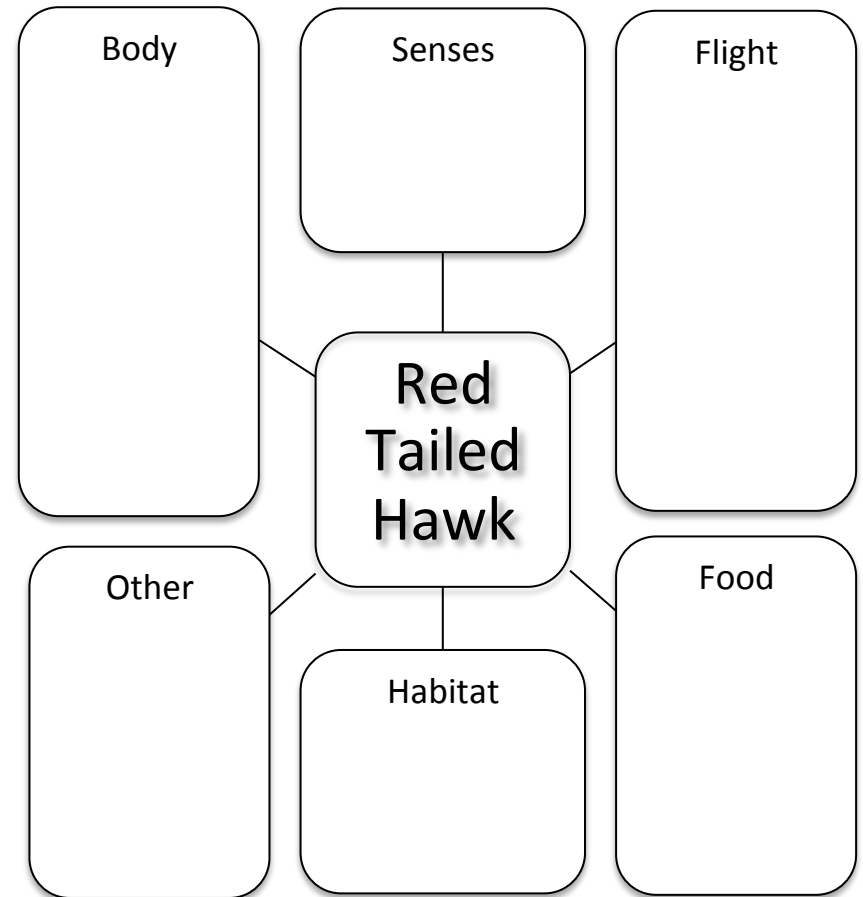 Body
Senses
Flight
Red
Tailed
Hawk
Other
Habitat
Food